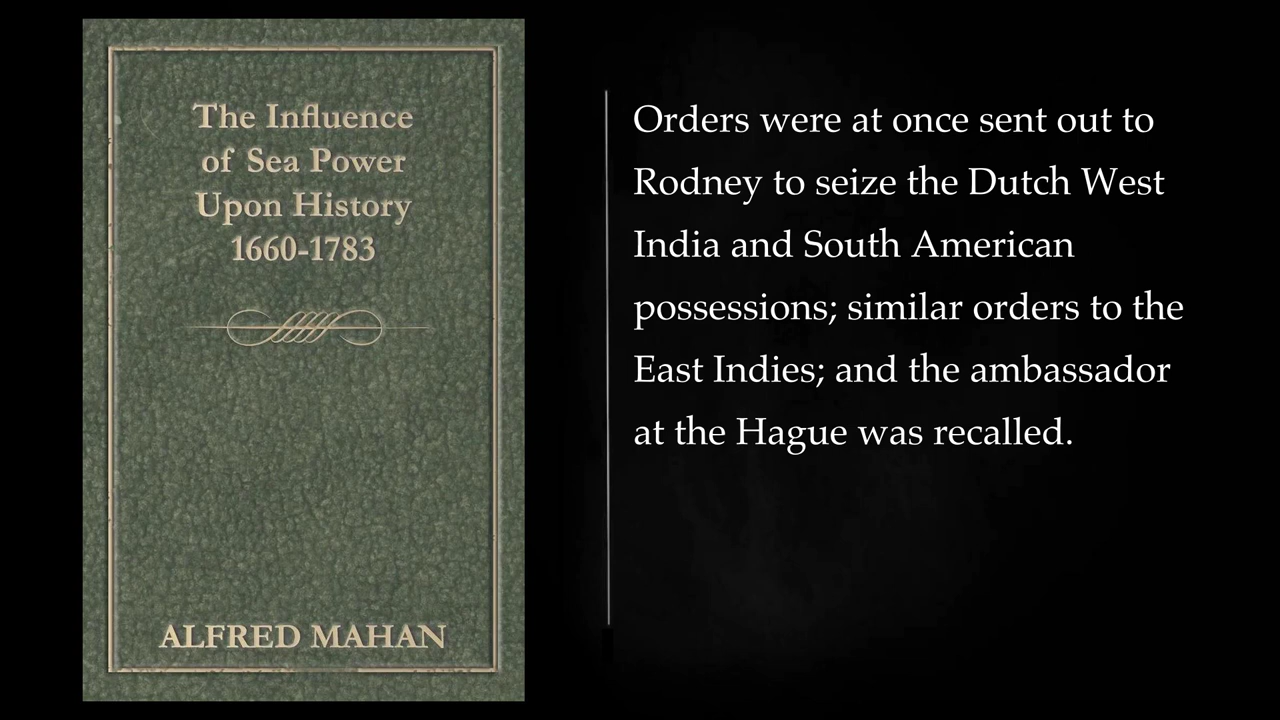 The Influence
of Sea Power
Upon History
1660-1783
ALFRED MAHAN
Orders were at once sent out to
Rodney to seize the Dutch West
India and South American
possessions; similar orders to the
East Indies; and the ambassador
at the Hague was recalled.